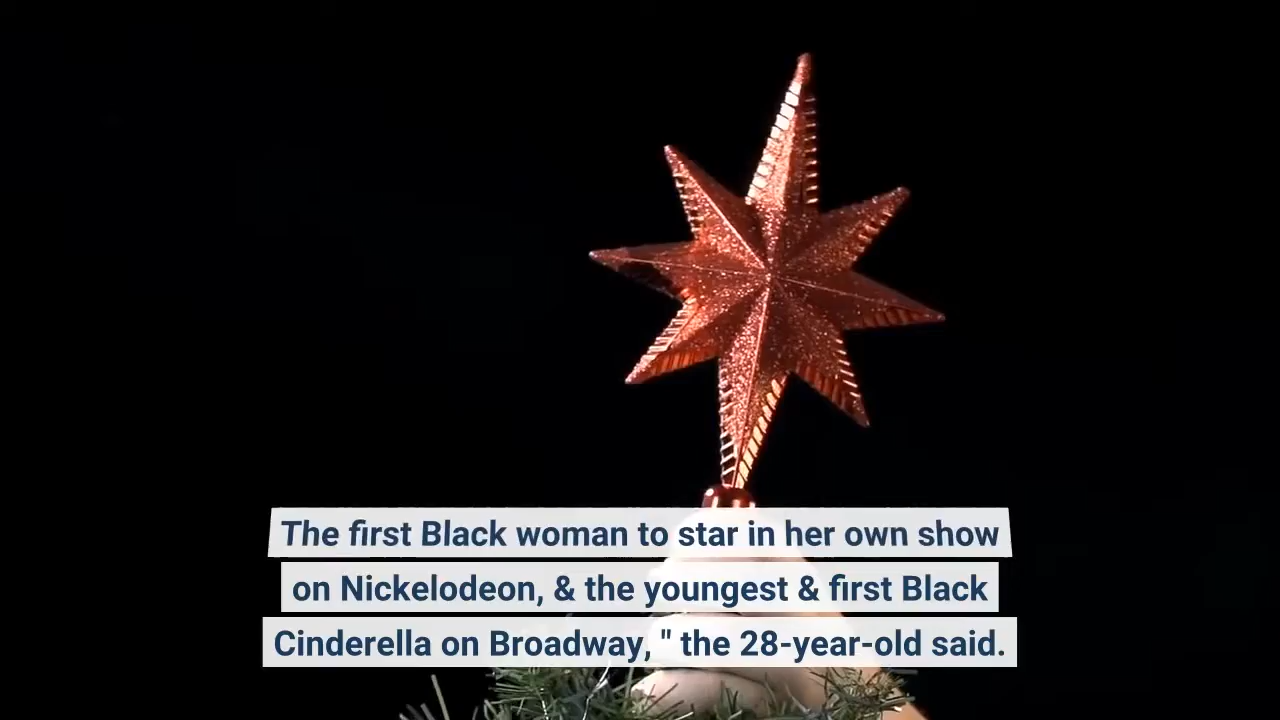 The first Black woman to star in her own show
on Nickelodeon, & the youngest & first Black
Cinderella on Broadway, " the 28-year-old said.